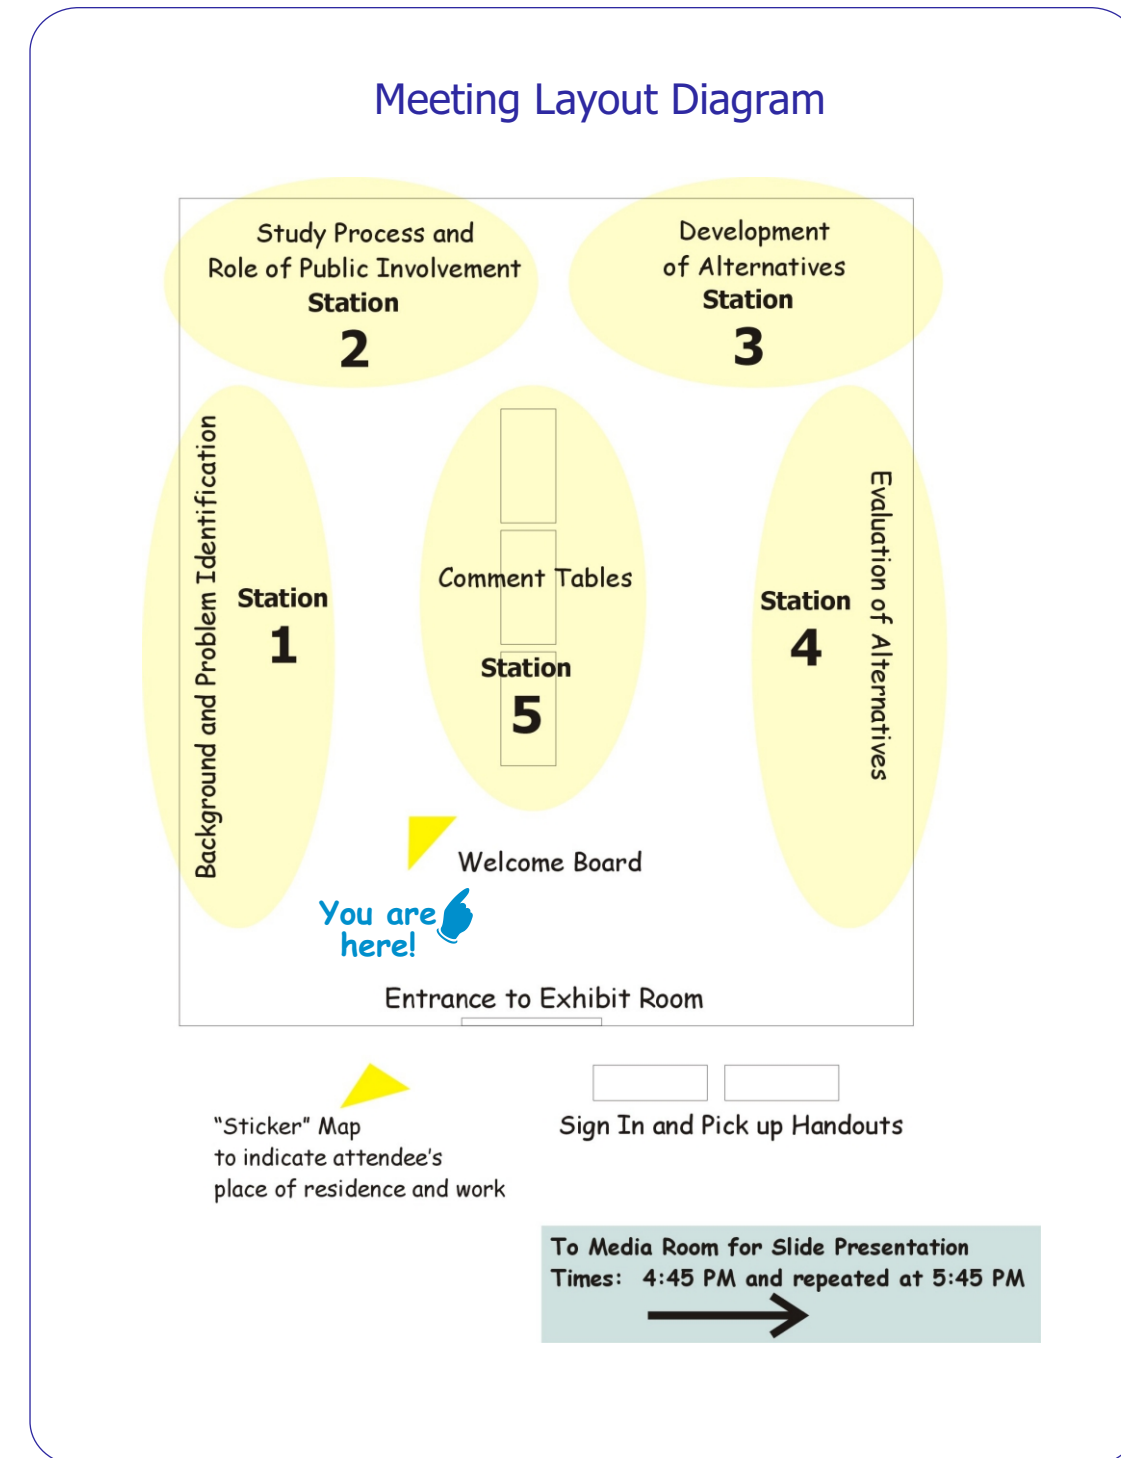 Meeting Layout Diagram
Study Process and
Role of Public Involvement
Station
2
Development
of Alternatives
Station
3
Background and Problem Identification
Station
1
Comment Tables
Station
5
Station
4
Evaluation of Alternatives
Welcome Board
You are
here!
Entrance to Exhibit Room
“Sticker” Map
to indicate attendee’s
place of residence and work
Sign In and Pick up Handouts
To Media Room for Slide Presentation
Times: 4:45 PM and repeated at 5:45 PM